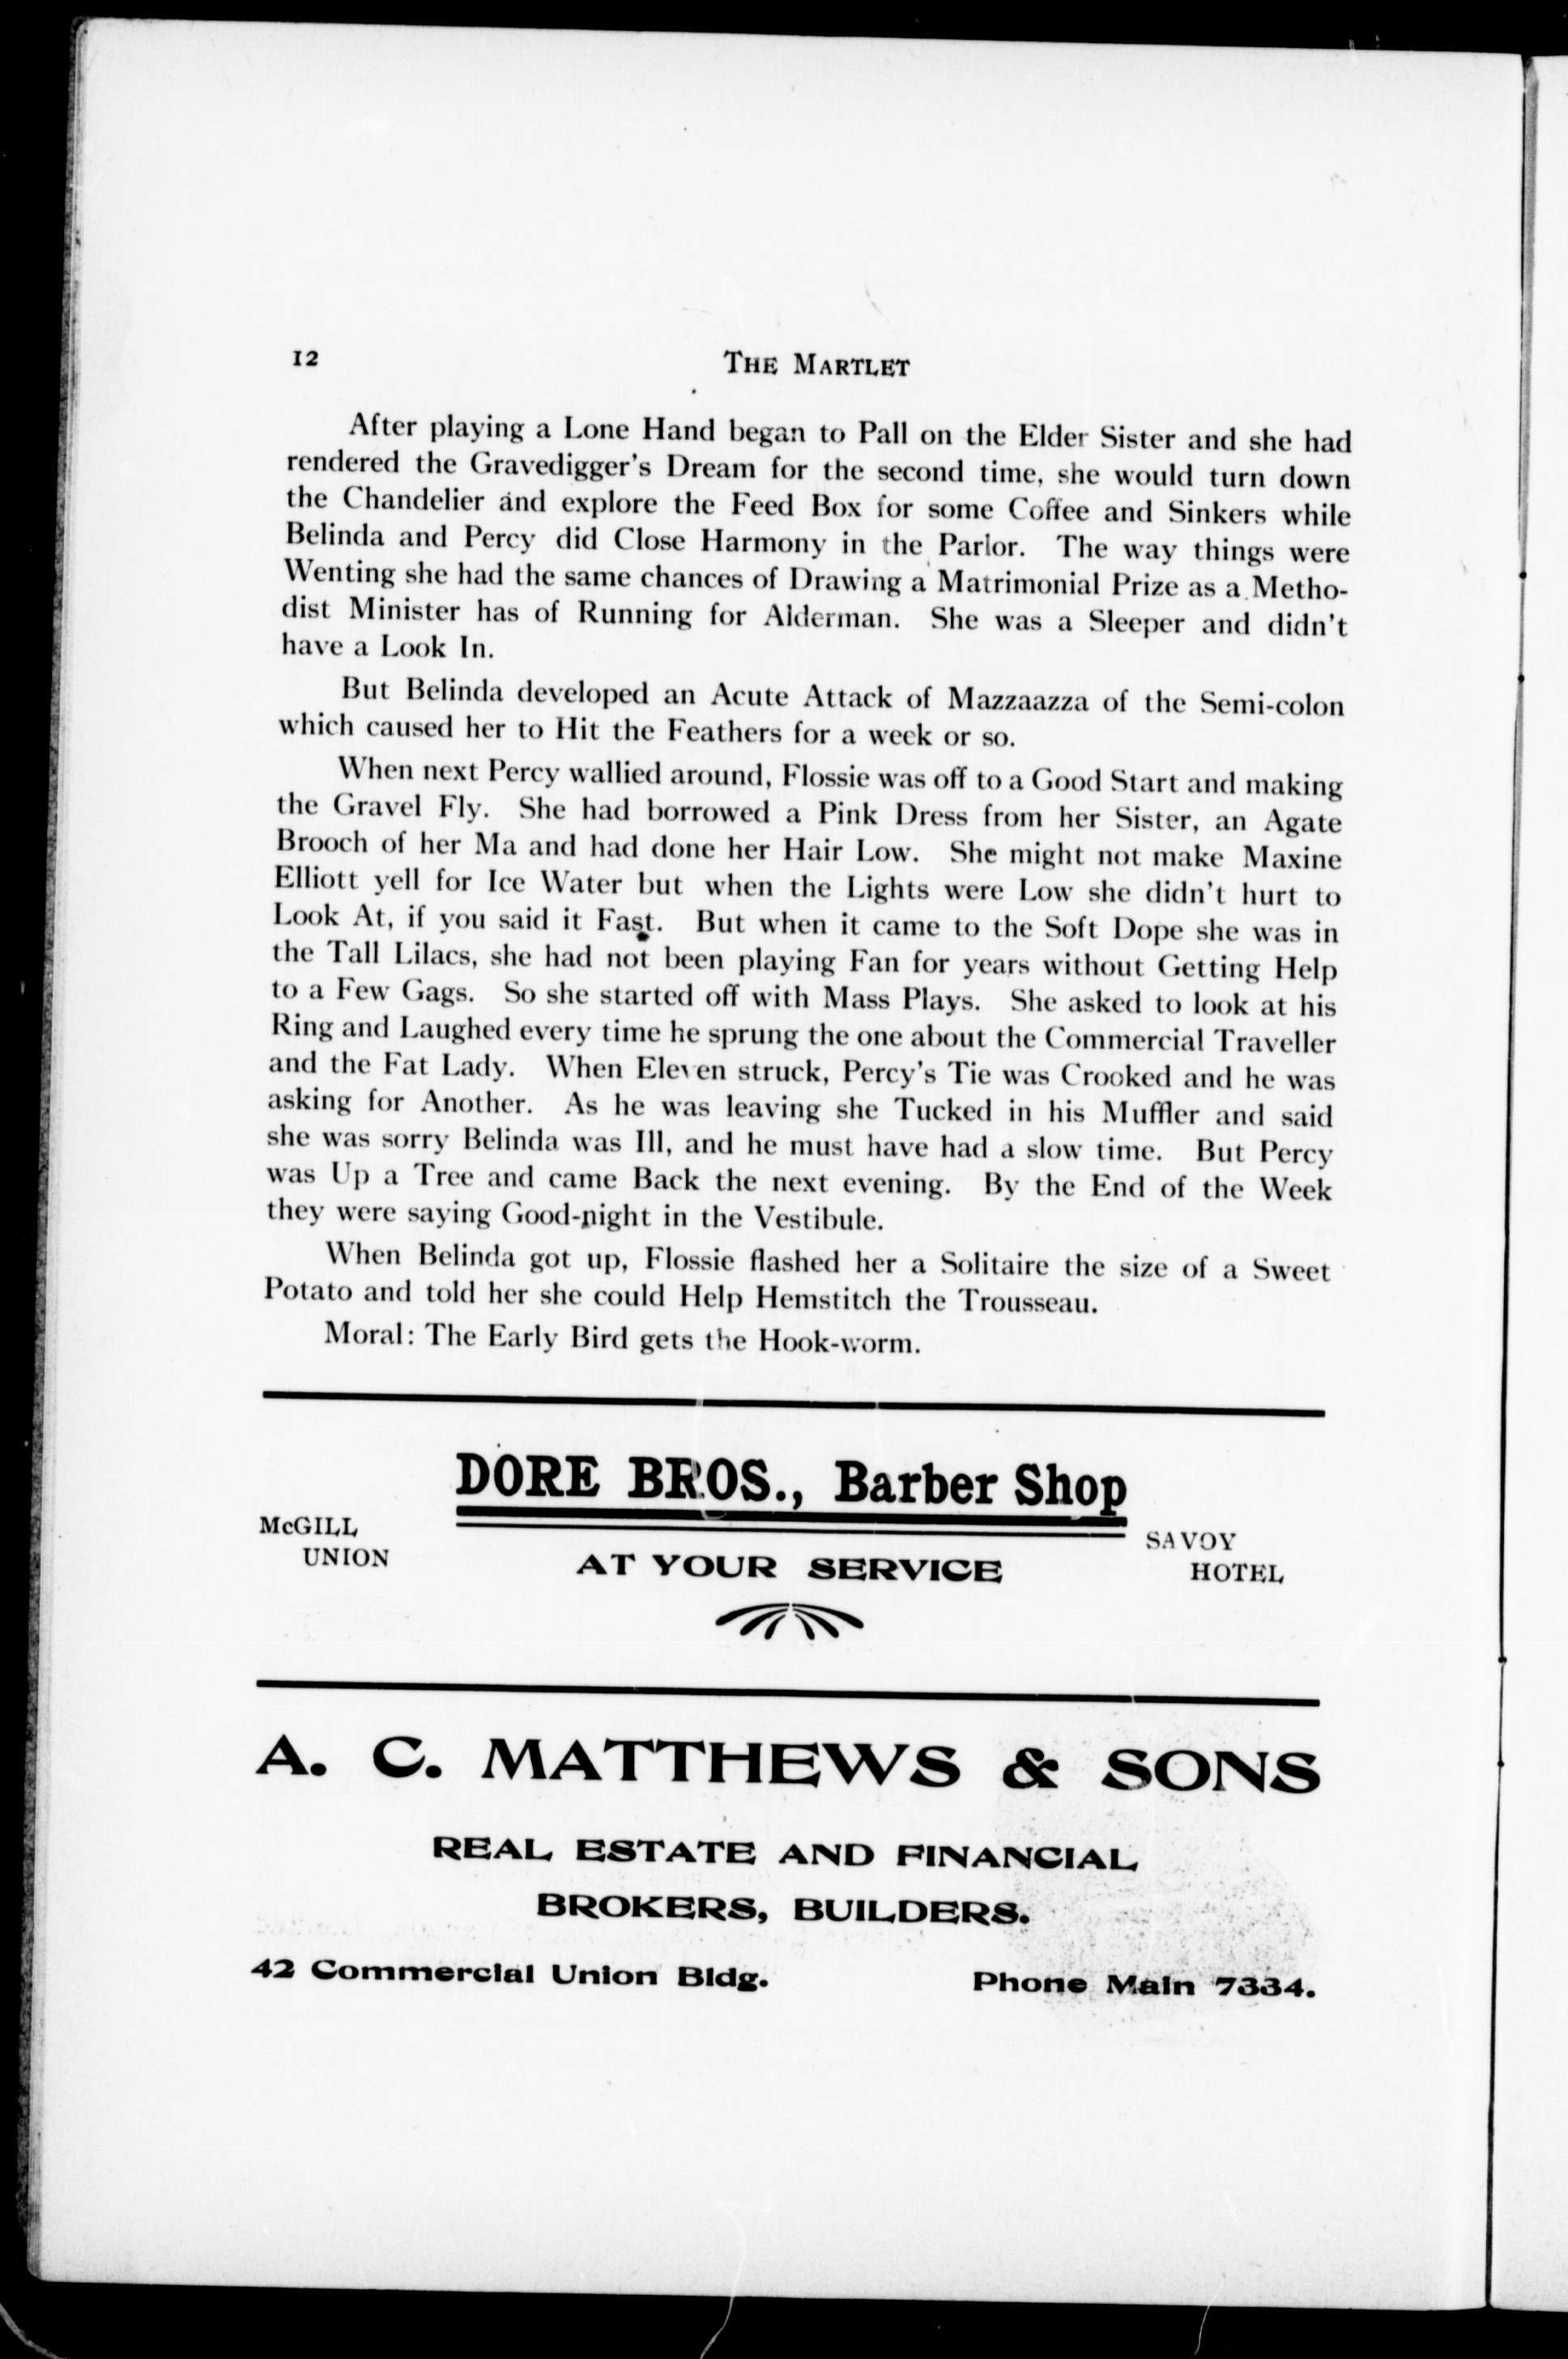 12
THE MARTLET
After playing a Lone Hand began to Pall on the Elder Sister and she had
rendered the Gravedigger's Dream for the second time, she would turn down
the Chandelier and explore the Feed Box for some Coffee and Sinkers while
Belinda and Percy did Close Harmony in the Parlor. The way things were
Wenting she had the same chances of Drawing a Matrimonial Prize as a Metho-
dist Minister has of Running for Alderman. She was a Sleeper and didn't
have a Look In.
But Belinda developed an Acute Attack of Mazzaazza of the Semi-colon
which caused her to Hit the Feathers for a week or so.
When next Percy wallied around, Flossie was off to a Good Start and making
the Gravel Fly. She had borrowed a Pink Dress from her Sister, an Agate
Brooch of her Ma and had done her Hair Low. She might not make Maxine
Elliott yell for Ice Water but when the Lights were Low she didn't hurt to
Look At, if you said it Fast. But when it came to the Soft Dope she was in
the Tall Lilacs, she had not been playing Fan for years without Getting Help
to a Few Gags. So she started off with Mass Plays. She asked to look at his
Ring and Laughed every time he sprung the one about the Commercial Traveller
and the Fat Lady. When Eleven struck, Percy's Tie was Crooked and he was
asking for Another. As he was leaving she Tucked in his Muffler and said
she was sorry Belinda was Ill, and he must have had a slow time. But Percy
was Up a Tree and came Back the next evening. By the End of the Week
they were saying Good-night in the Vestibule.
When Belinda got up, Flossie flashed her a Solitaire the size of a Sweet
Potato and told her she could Help Hemstitch the Trousseau.
Moral: The Early Bird gets the Hook-worm.
DORE BROS., Barber Shop
McGILL
UNION
AT YOUR SERVICE
SAVOY
HOTEL
A. C. MATTHEWS & SONS
REAL ESTATE AND FINANCIAL
BROKERS, BUILDERS.
42 Commercial Union Bldg.
Phone Main 7334.